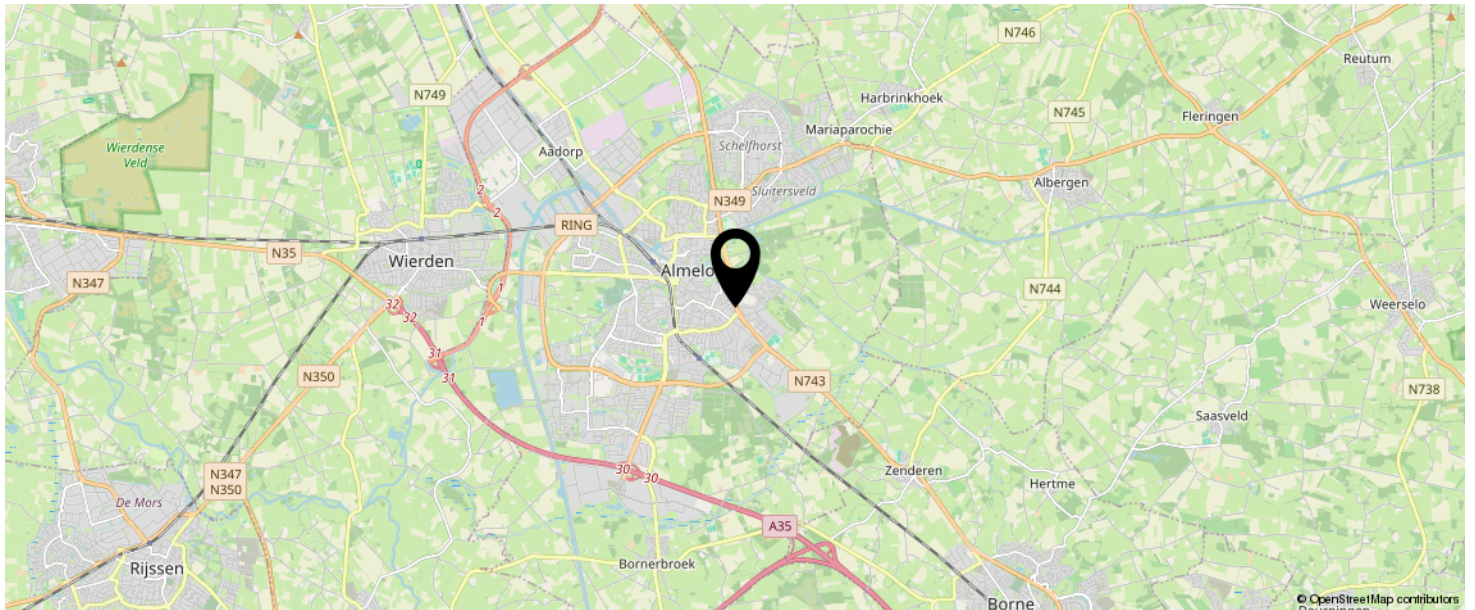 N746
Reutum
N749
Harbrinkhoek
N745
Fleringen
Mariaparochie
Wierdense
Veld
Aadorp
Schelfhorst
Albergen
Sluitersveld
2
2
N349
RING
N35
Wierden
Almelo
N347
N744
1
32
32
1
Weerselo
31
31
N350
N743
N738
Saasveld
30
30
Zenderen
N347
N350
Hertme
De Mors
A35
Rijssen
Bornerbroek
Borne
© OpenStreetMap contributors